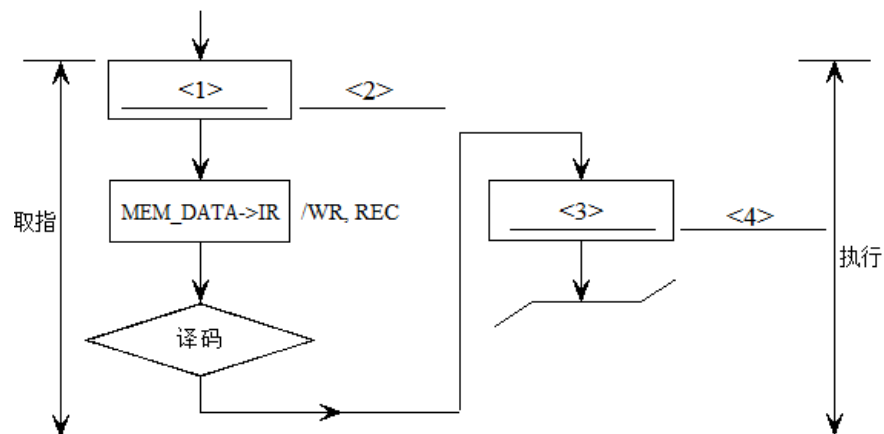 <1>
<2>
MEM_DATA->IR
/WR, REC
<3>
<4>
取指
执行
译码